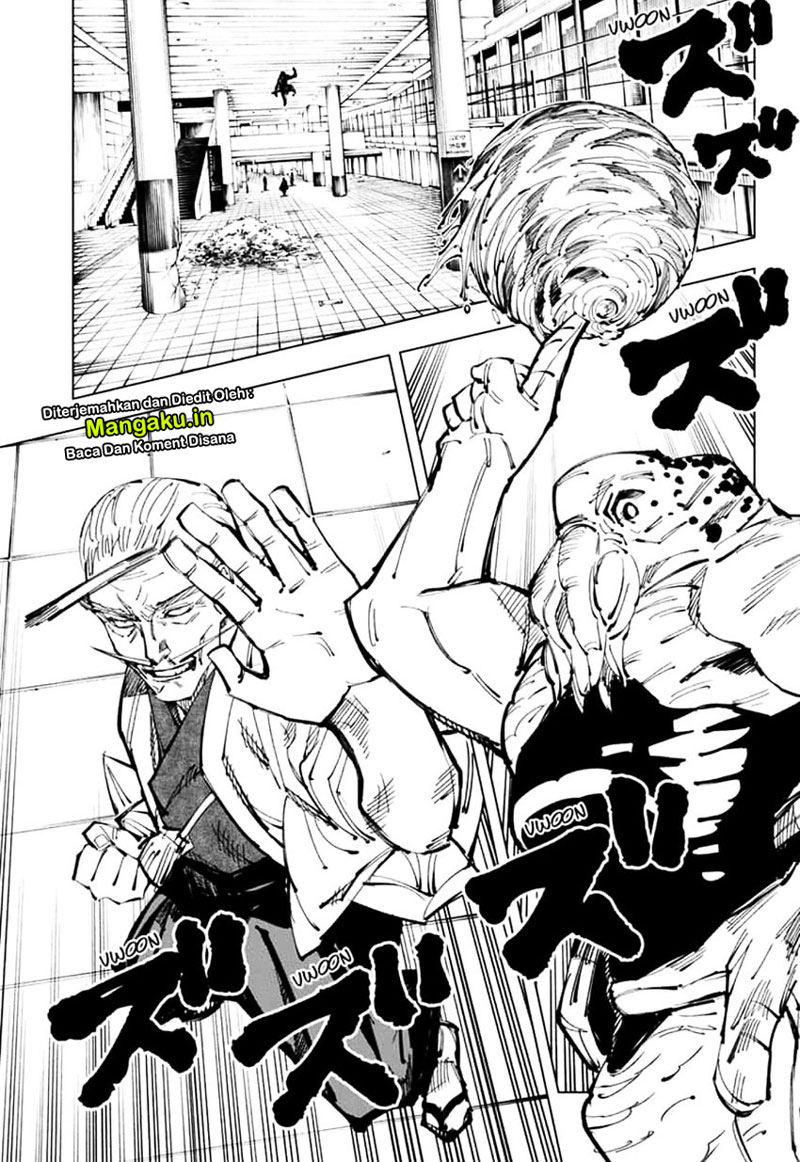 VWOON
ズズ
VWOON
ズ
Diterjemahkan dan Diedit Oleh :
Mangaku.in
Baca Dan Koment Disana
VWOON
ズ
VWOON
ズ
VWOON
ズ